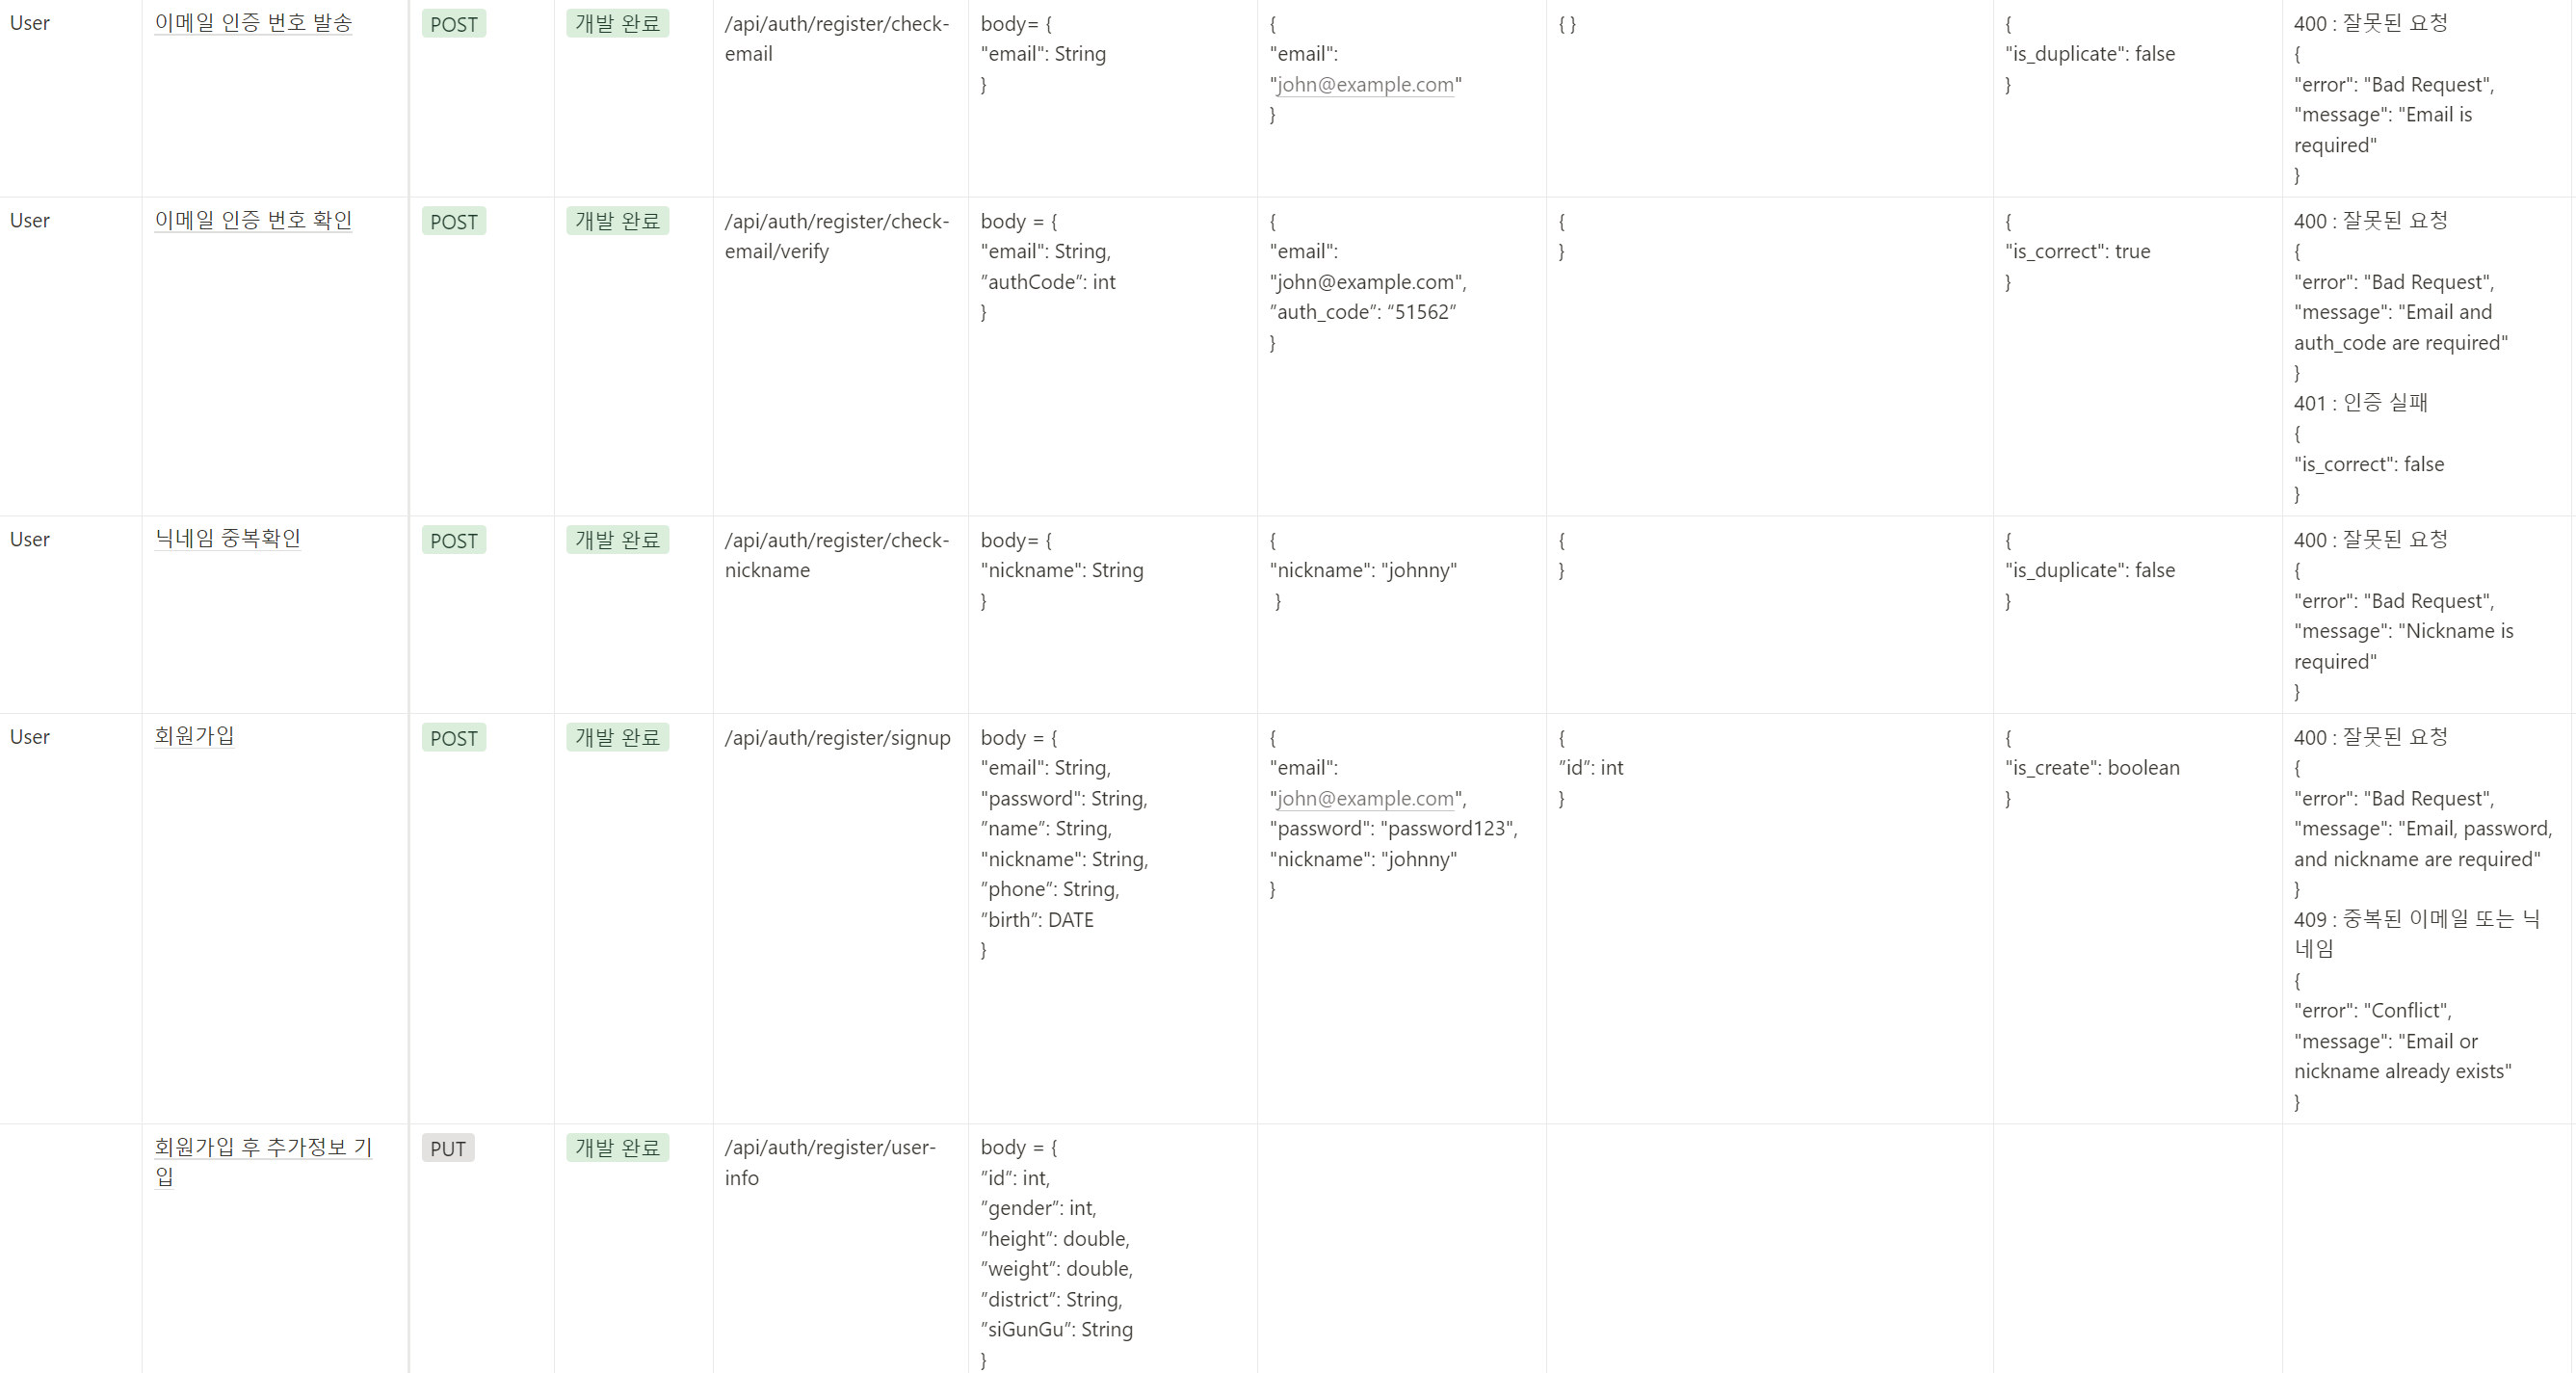 User
이메일 인증 번호 발송
POST
개발 완료
/api/auth/register/check-
email
body= {
"email": String
}
{
"email":
"john@example.com"
}
{ }
{
"is_duplicate": false
}
400 : 잘못된 요청
{
"error": "Bad Request",
"message": "Email is
required"
}
User
이메일 인증 번호 확인
POST
개발 완료
/api/auth/register/check-
email/verify
body = {
"email": String,
”authCode”: int
}
{
"email":
"john@example.com",
”auth_code”: “51562”
}
{
}
{
"is_correct": true
}
400 : 잘못된 요청
{
"error": "Bad Request",
"message": "Email and
auth_code are required"
}
401 : 인증 실패
{
"is_correct": false
}
User
닉네임 중복확인
POST
개발 완료
/api/auth/register/check-
nickname
body= {
"nickname": String
}
{
"nickname": "johnny"
}
{
}
{
"is_duplicate": false
}
400 : 잘못된 요청
{
"error": "Bad Request",
"message": "Nickname is
required"
}
User
회원가입
POST
개발 완료
/api/auth/register/signup
body = {
"email": String,
"password": String,
”name”: String,
"nickname": String,
”phone”: String,
”birth”: DATE
}
{
"email":
"john@example.com",
"password": "password123",
"nickname": "johnny"
}
{
”id”: int
}
{
"is_create": boolean
}
400 : 잘못된 요청
{
"error": "Bad Request",
"message": "Email, password,
and nickname are required"
}
409 : 중복된 이메일 또는 닉
네임
{
"error": "Conflict",
"message": "Email or
nickname already exists"
}
회원가입 후 추가정보 기
입
PUT
개발 완료
/api/auth/register/user-
info
body = {
”id”: int,
”gender”: int,
”height”: double,
”weight”: double,
”district”: String,
”siGunGu”: String
}